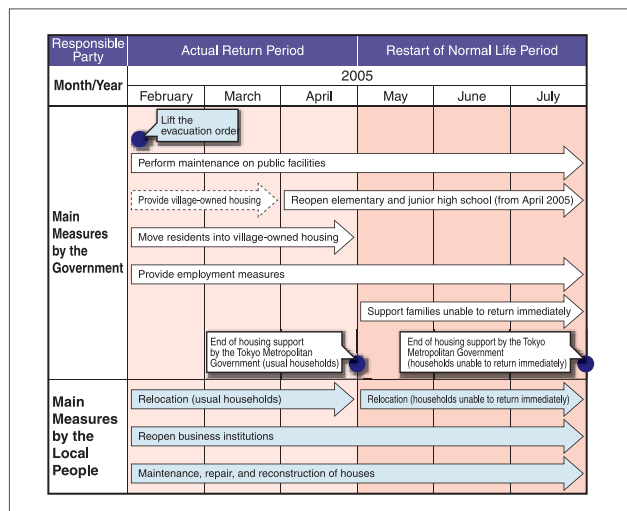 Responsible
Party
Actual Return Period
Restart of Normal Life Period
Month/Year
2005
February
March
April
May
June
July
Main
Measures
by the
Government
Lift the
evacuation order
Perform maintenance on public facilities
Provide village-owned housing
Reopen elementary and junior high school (from April 2005)
Move residents into village-owned housing
Provide employment measures
Support families unable to return immediately
End of housing support
by the Tokyo Metropolitan
Government (usual households)
End of housing support by the Tokyo
Metropolitan Government
(households unable to return immediately)
Main
Measures
by the
Local
People
Relocation (usual households)
Relocation (households unable to return immediately)
Reopen business institutions
Maintenance, repair, and reconstruction of houses